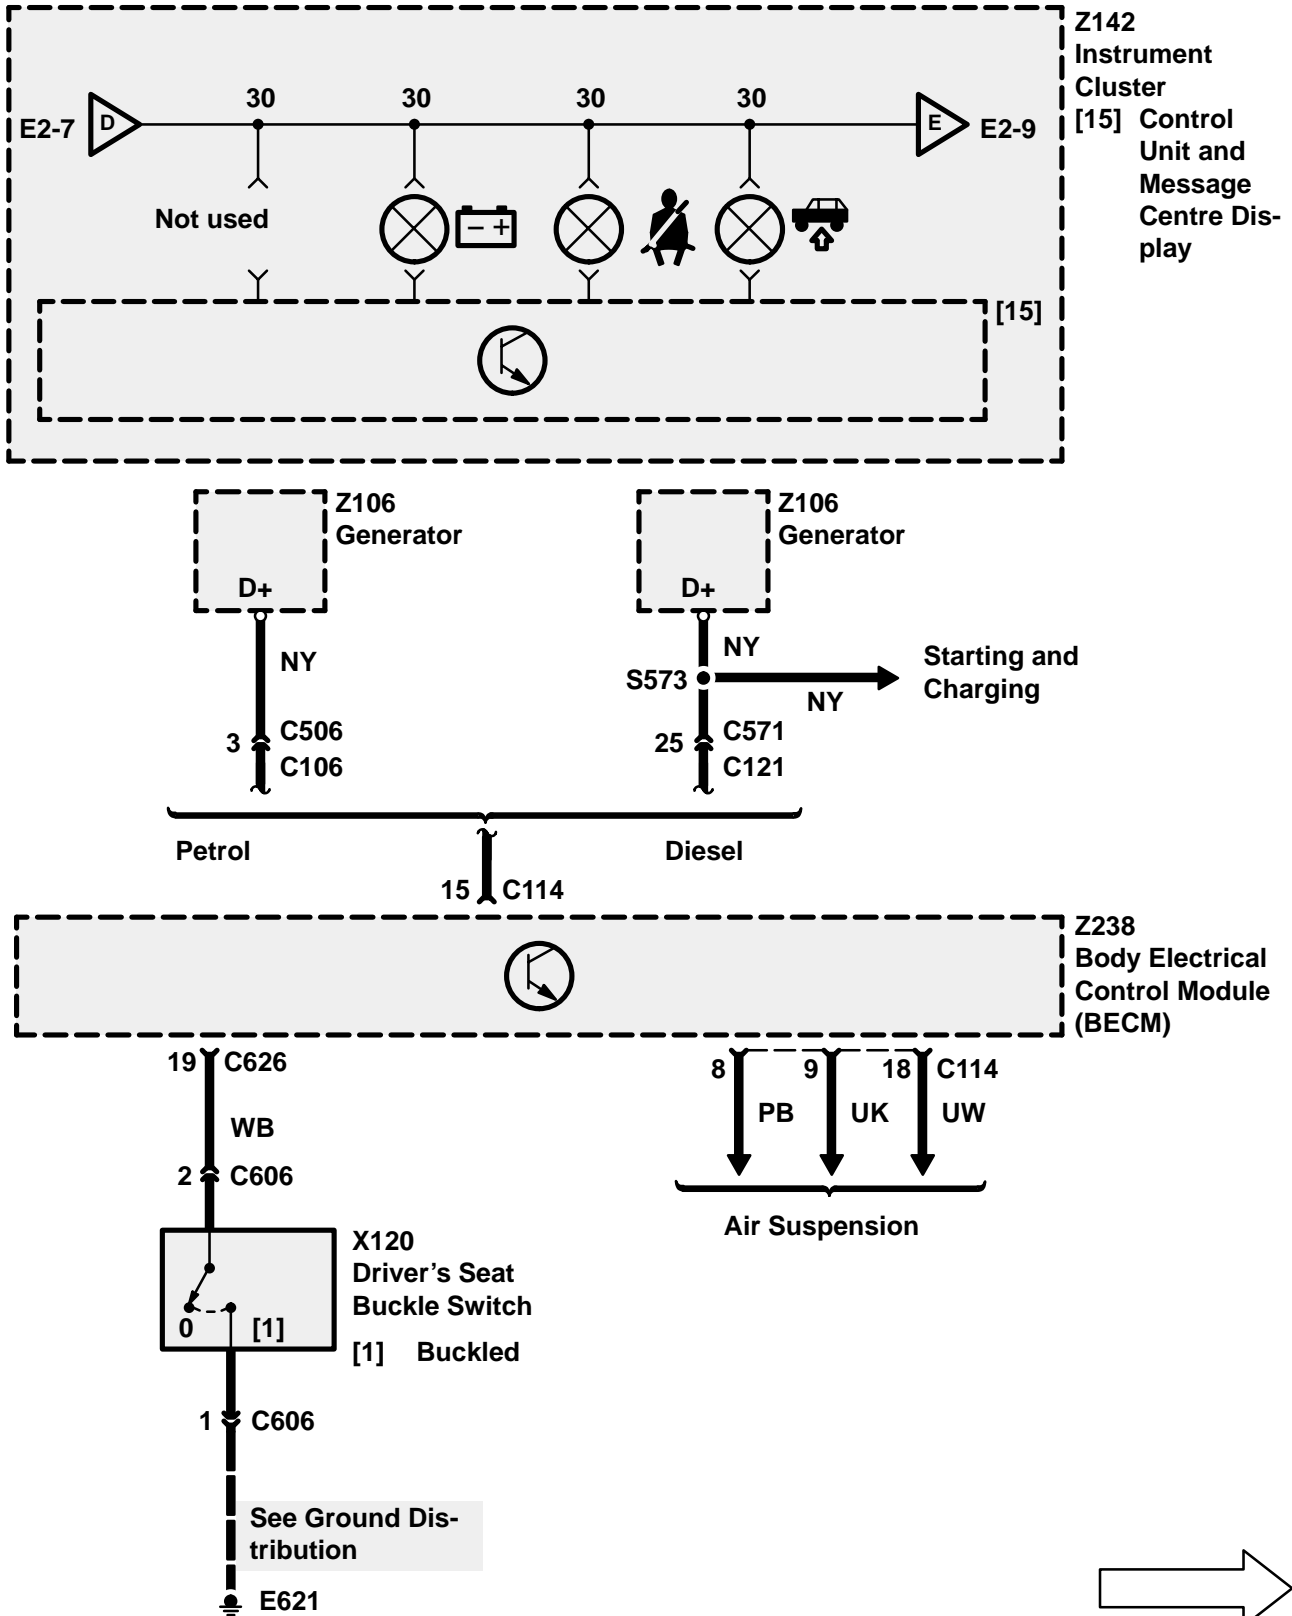 Z142
Instrument
Cluster
[15] Control
Unit and
Message
Centre Dis-
play
30 30 30 30
E2-7 D E E2-9
Not used
− +
[15]
Z106
Generator
D+
Z106
Generator
D+
NY
NY
S573
NY
Starting and
Charging
3 C506
C106
25 C571
C121
Petrol
Diesel
15 C114
Z238
Body Electrical
Control Module
(BECM)
19 C626
8 9 18 C114
WB
PB UK UW
2 C606
Air Suspension
X120
Driver’s Seat
Buckle Switch
0 [1]
[1] Buckled
1 C606
See Ground Dis-
tribution
E621